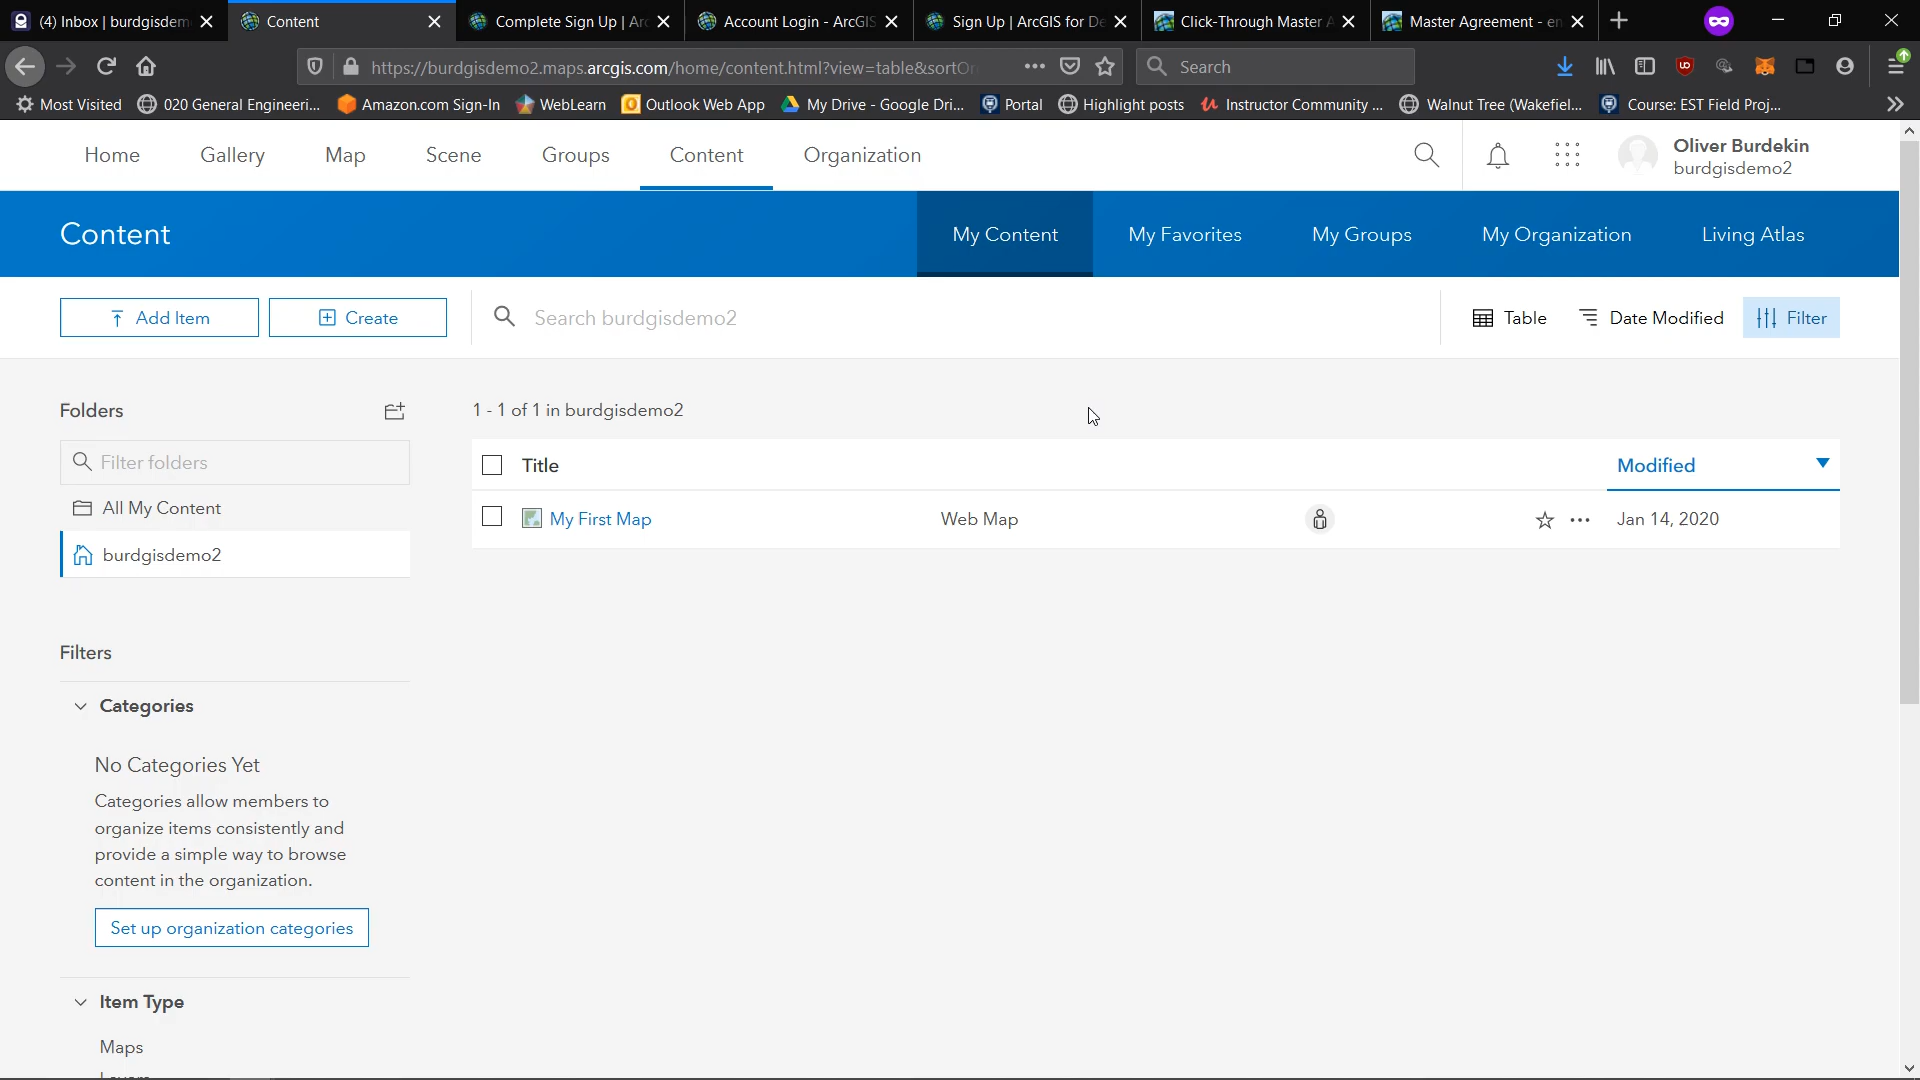 (4) Inbox | burdgisdem
Content
Complete Sign Up | Arc
Account Login - ArcGIS
Sign Up | ArcGIS for De
Click-Through Master A
Master Agreement - en
https://burdgisdemo2.maps.arcgis.com/home/content.html?view=table&sortOr
Search
Most Visited
020 General Engineeri...
Amazon.com Sign-In
WebLearn
Outlook Web App
My Drive - Google Dri...
Portal
Highlight posts
Instructor Community ...
Walnut Tree (Wakefiel...
Course: EST Field Proj...
Home
Gallery
Map
Scene
Groups
Content
Organization
Oliver Burdekin
burdgisdemo2
Content
My Content
My Favorites
My Groups
My Organization
Living Atlas
Add Item
Create
Search burdgisdemo2
Table
Date Modified
Filter
Folders
1 - 1 of 1 in burdgisdemo2
Filter folders
Title
Modified
All My Content
My First Map
Web Map
Jan 14, 2020
burdgisdemo2
Filters
Categories
No Categories Yet
Categories allow members to
organize items consistently and
provide a simple way to browse
content in the organization.
Set up organization categories
Item Type
Maps